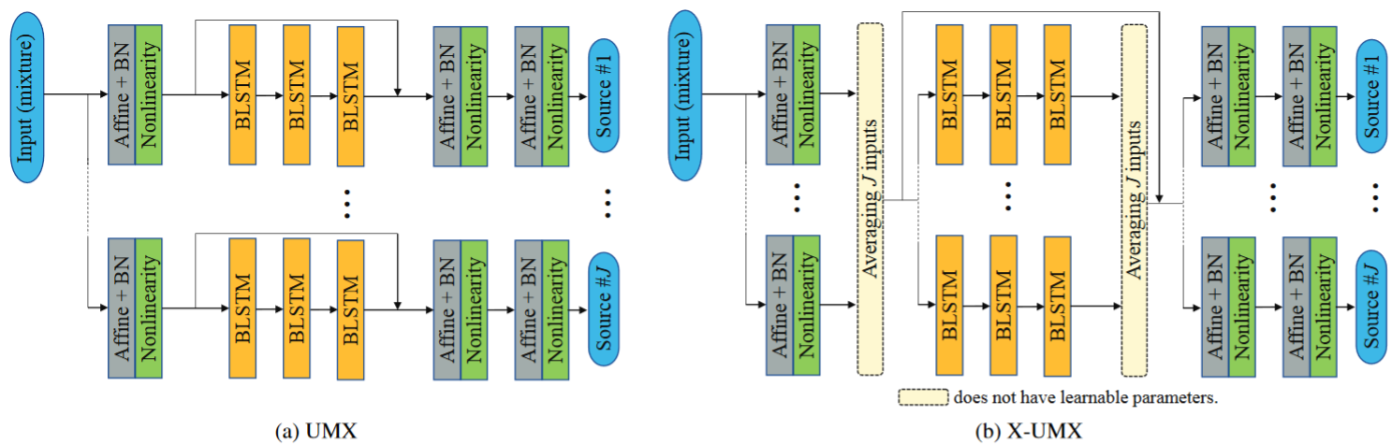 Input (mixture)
Affine + BN
Nonlinearity
BLSTM
BLSTM
BLSTM
Affine + BN
Nonlinearity
Affine + BN
Nonlinearity
Source #1
Affine + BN
Nonlinearity
BLSTM
BLSTM
BLSTM
Affine + BN
Nonlinearity
Affine + BN
Nonlinearity
Source #J
(a) UMX
Input (mixture)
Affine + BN
Nonlinearity
Averaging J inputs
BLSTM
BLSTM
BLSTM
Averaging J inputs
Affine + BN
Nonlinearity
Affine + BN
Nonlinearity
Source #1
Affine + BN
Nonlinearity
BLSTM
BLSTM
BLSTM
Affine + BN
Nonlinearity
Affine + BN
Nonlinearity
Source #J
does not have learnable parameters.
(b) X-UMX